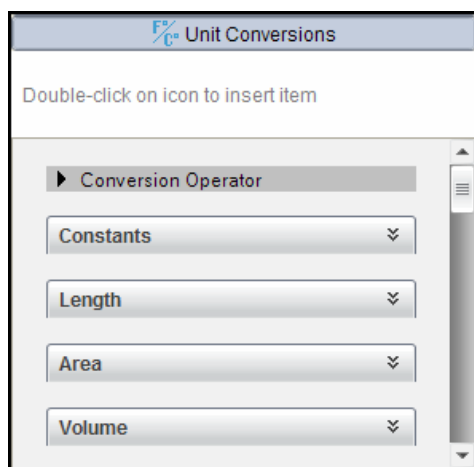 F°/C° Unit Conversions
Double-click on icon to insert item
Conversion Operator
Constants
Length
Area
Volume